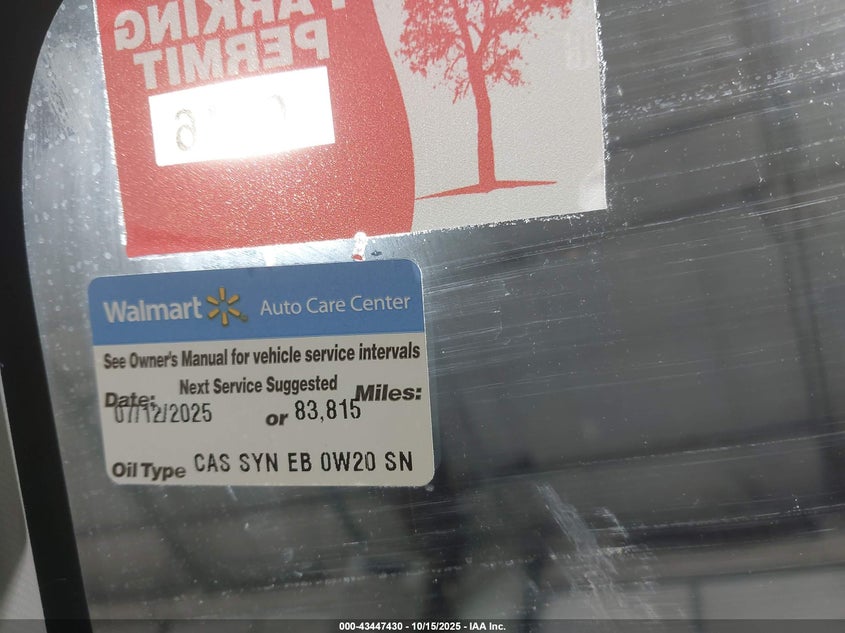 PARKING
PERMIT
Walmart Auto Care Center
See Owner's Manual for vehicle service intervals
Next Service Suggested
Date: Miles:
07/12/2025 or 83,815
Oil Type CAS SYN EB 0W20 SN
000-43447430 - 10/15/2025 - IAA Inc.